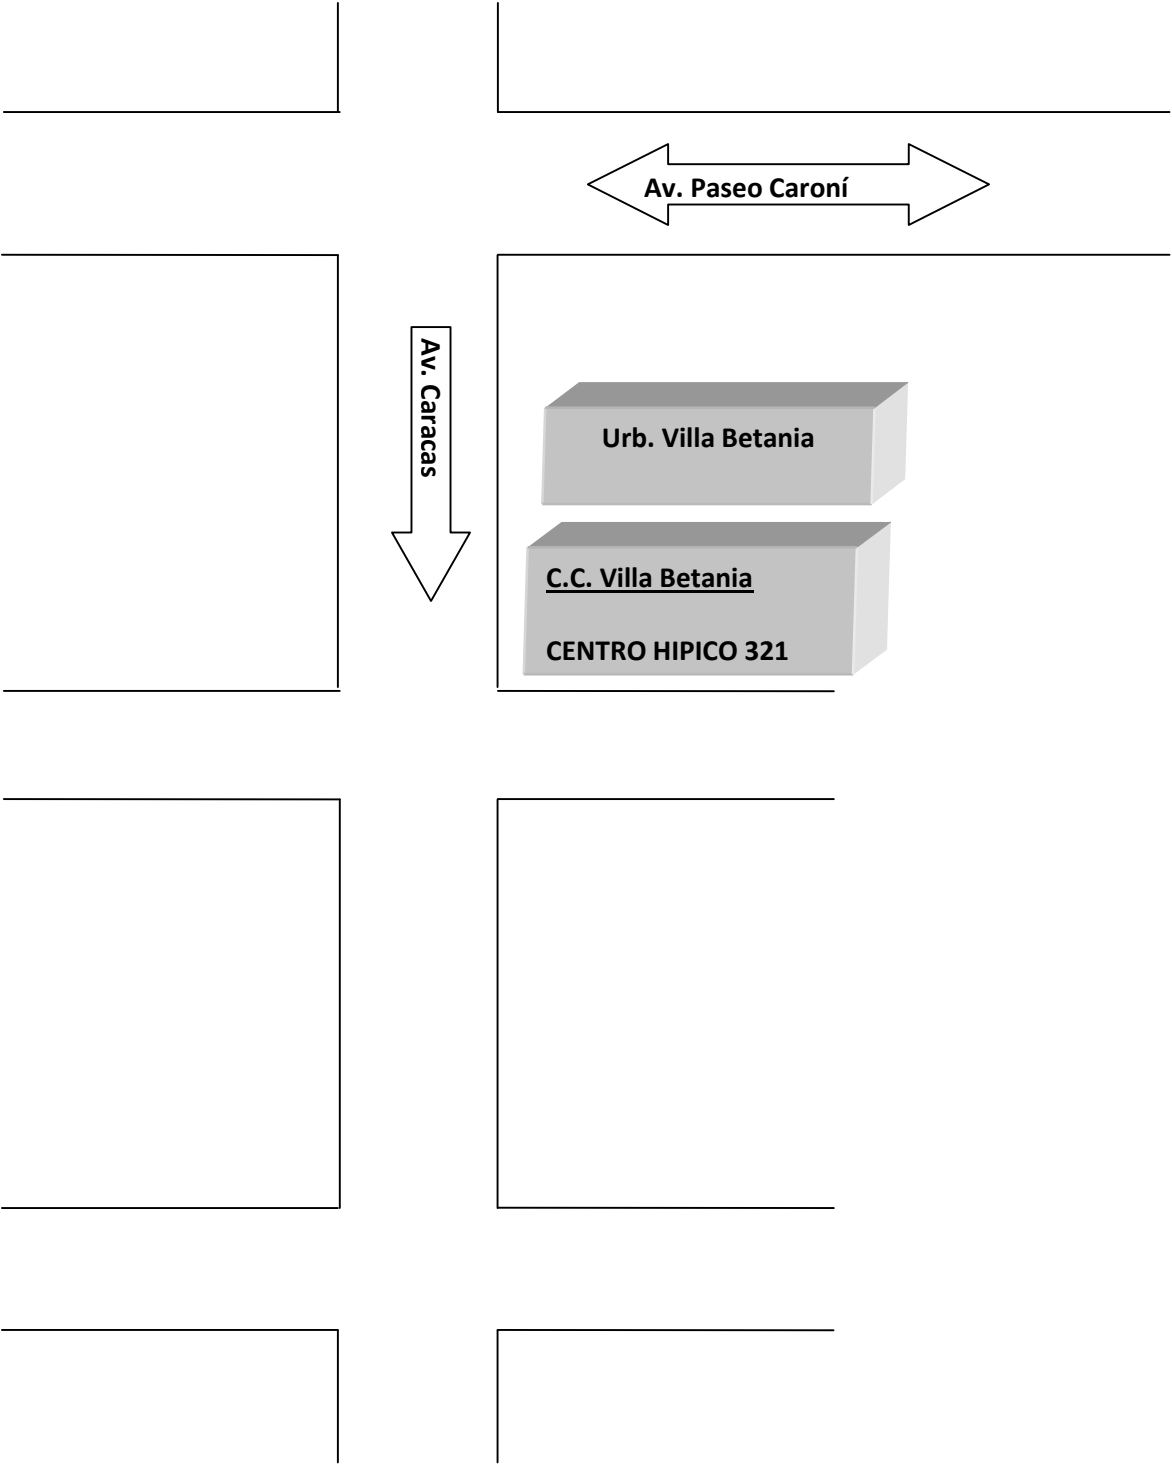 Av. Paseo Caroní
Av. Caracas
Urb. Villa Betania
C.C. Villa Betania
CENTRO HIPICO 321